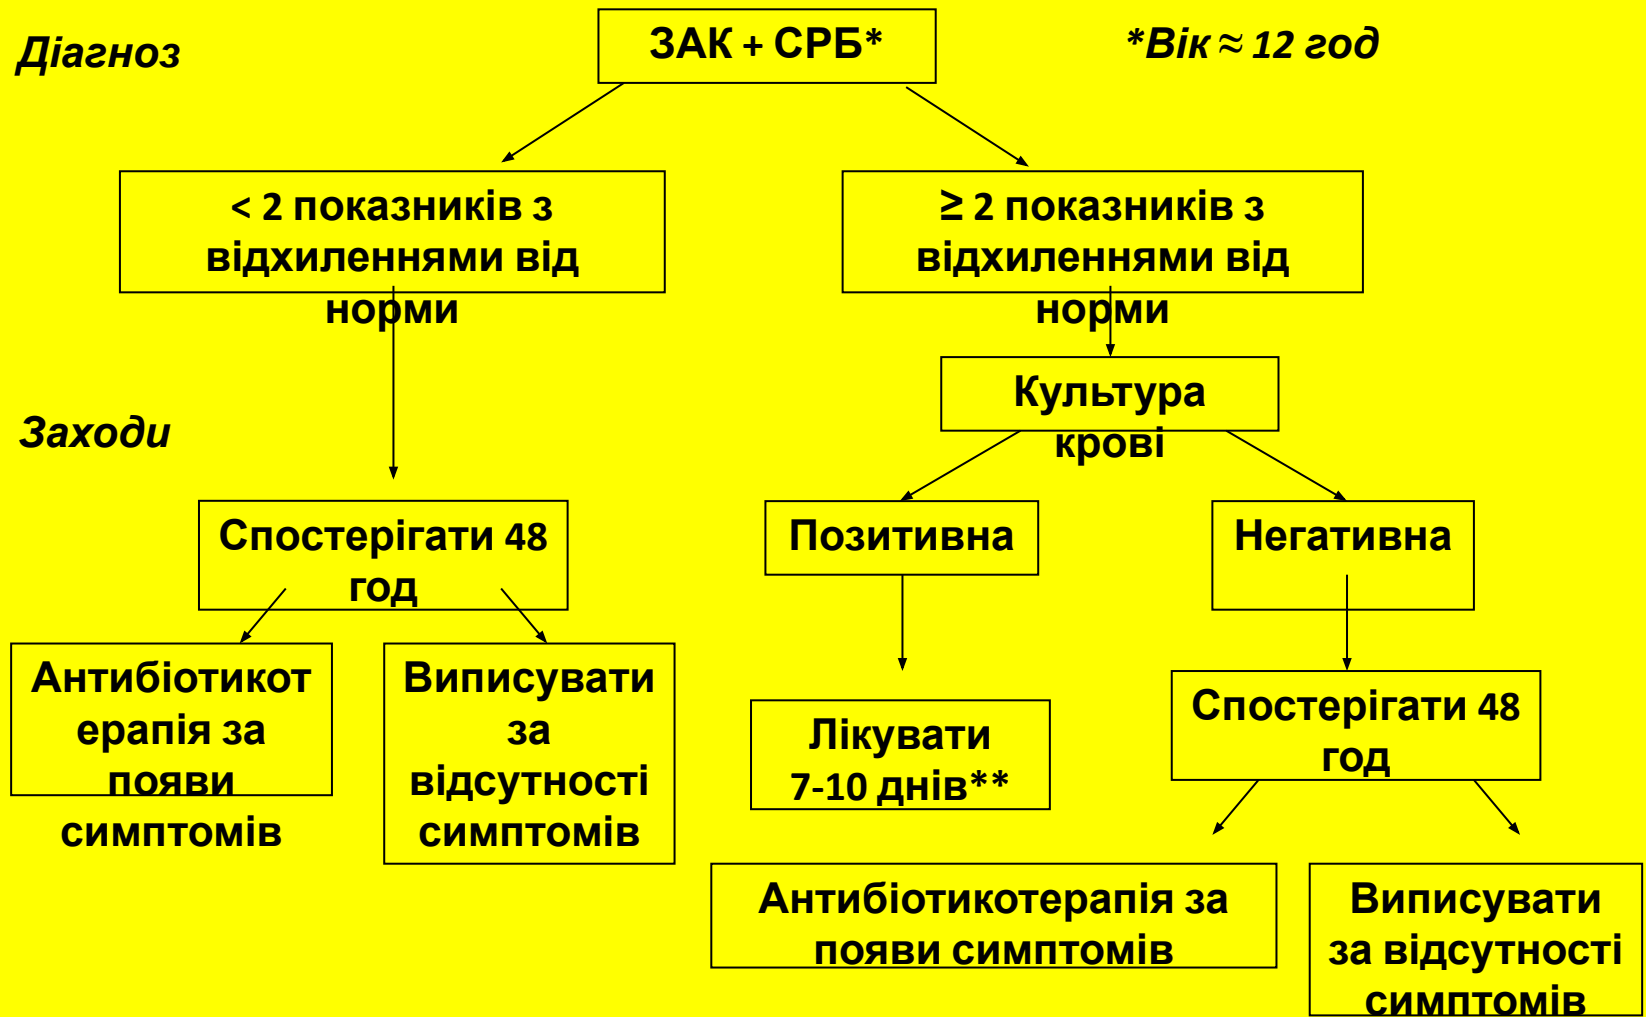 Діагноз
ЗАК + СРБ*
*Вік ≈ 12 год
< 2 показників з
відхиленнями від
норми
≥ 2 показників з
відхиленнями від
норми
Культура
крові
Заходи
Спостерігати 48
год
Позитивна
Негативна
Антибіотикот
ерапія за
появи
симптомів
Виписувати
за
відсутності
симптомів
Лікувати
7-10 днів**
Спостерігати 48
год
Антибіотикотерапія за
появи симптомів
Виписувати
за відсутності
симптомів